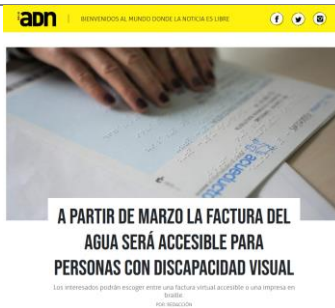 adn
BIENVENIDOS AL MUNDO DONDE LA NOTICIA ES LIBRE
acueducto
A PARTIR DE MARZO LA FACTURA DEL
AGUA SERÁ ACCESIBLE PARA
PERSONAS CON DISCAPACIDAD VISUAL
Los interesados podrán escoger entre una factura virtual accesible o una impresa en
braille.
POR REDACCIÓN